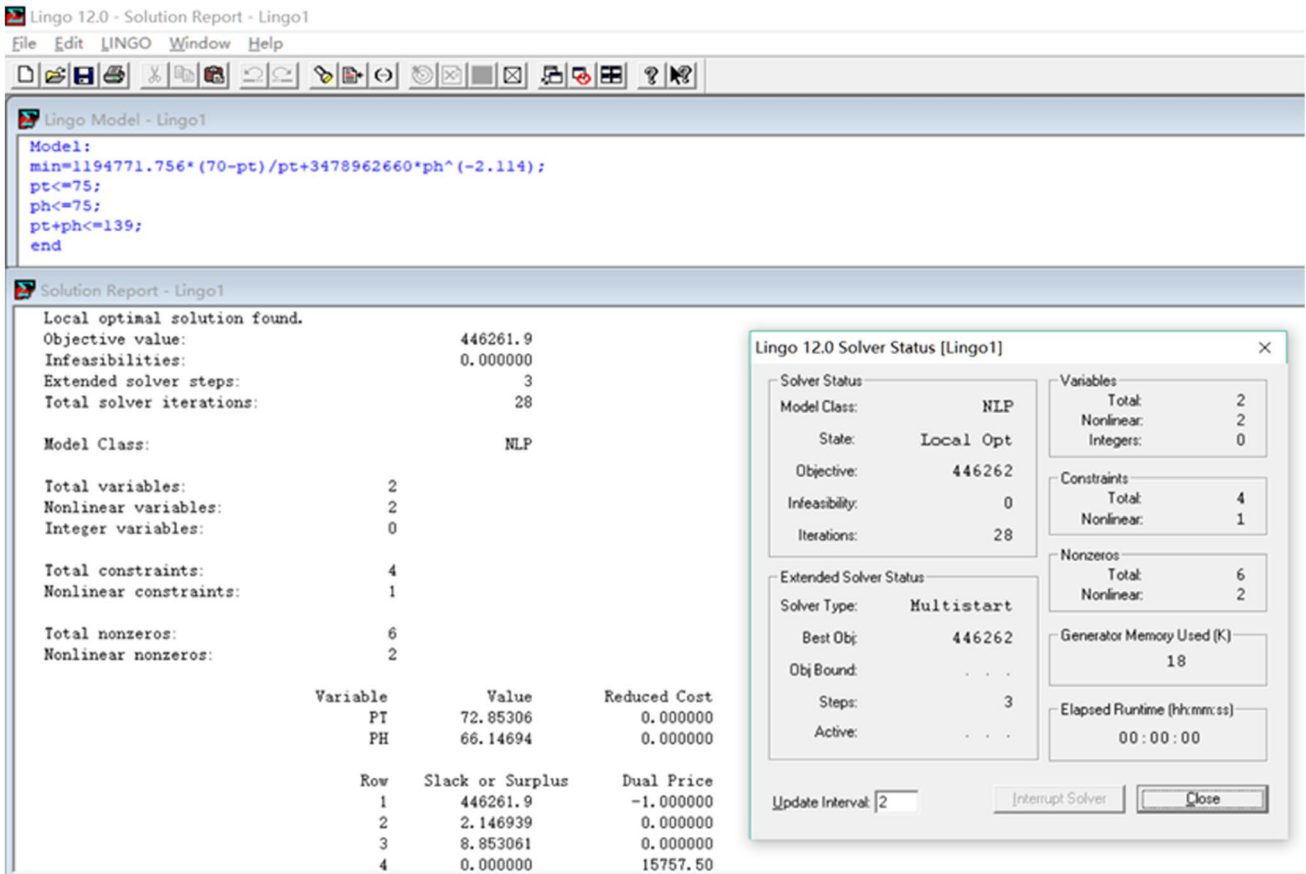 Lingo 12.0 - Solution Report - Lingo1
File Edit LINGO Window Help
Lingo Model - Lingo1
Model:
min=1194771.756*(70-pt)/pt+3478962660*ph^(-2.114);
pt<=75;
ph<=75;
pt+ph<=139;
end
Solution Report - Lingo1
Local optimal solution found.
Objective value: 446261.9
Infeasibilities: 0.000000
Extended solver steps: 3
Total solver iterations: 28
Model Class: NLP
Total variables: 2
Nonlinear variables: 2
Integer variables: 0
Total constraints: 4
Nonlinear constraints: 1
Total nonzeros: 6
Nonlinear nonzeros: 2
Variable Value Reduced Cost
PT 72.85306 0.000000
PH 66.14694 0.000000
Row Slack or Surplus Dual Price
1 446261.9 -1.000000
2 2.146939 0.000000
3 8.853061 0.000000
4 0.000000 15757.50
Lingo 12.0 Solver Status [Lingo1]
Solver Status
Model Class: NLP
State: Local Opt
Objective: 446262
Infeasibility: 0
Iterations: 28
Extended Solver Status
Solver Type: Multistart
Best Obj: 446262
Obj Bound: . . .
Steps: 3
Active: . . .
Variables
Total: 2
Nonlinear: 2
Integers: 0
Constraints
Total: 4
Nonlinear: 1
Nonzeros
Total: 6
Nonlinear: 2
Generator Memory Used (K)
18
Elapsed Runtime (hh:mm:ss)
00:00:00
Update Interval: 2
Interrupt Solver
Close